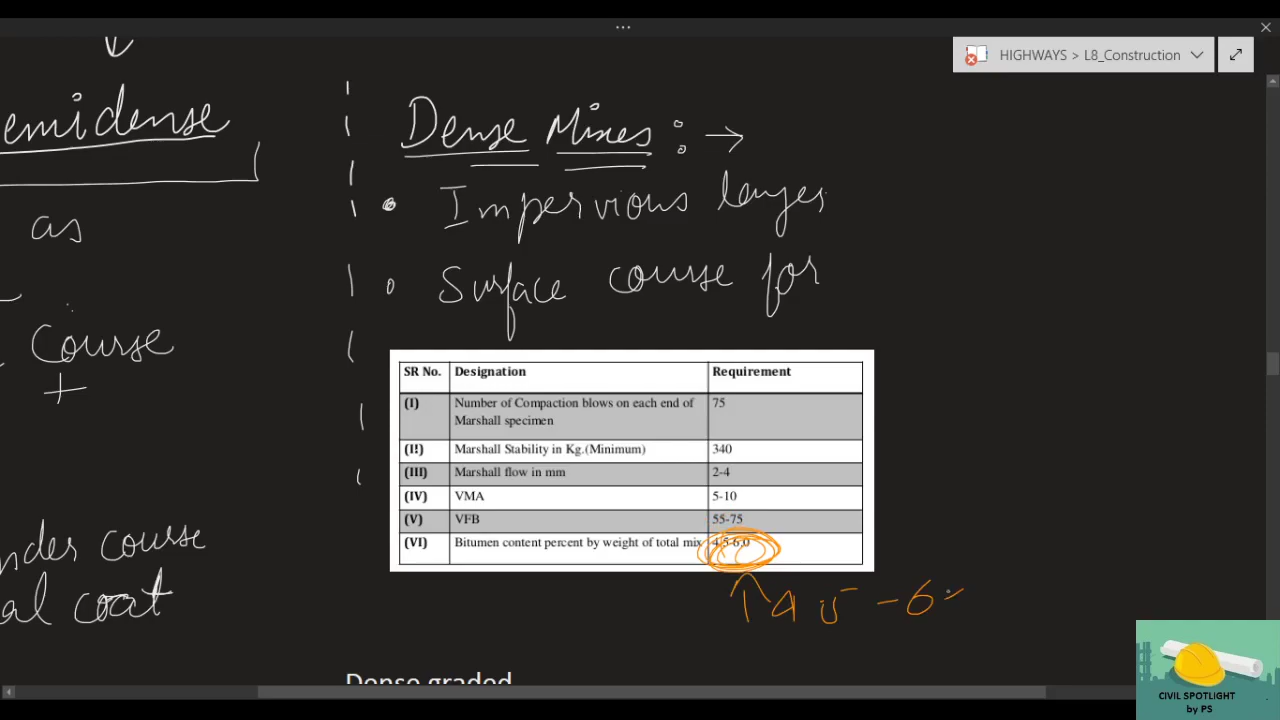 HIGHWAYS > L8_Construction
emidense
as
Course
+
nder course
al coat
Dense Mixes : →
• Impervious layer
• Surface course for
SR No. Designation Requirement
(I) Number of Compaction blows on each end of Marshall specimen 75
(II) Marshall Stability in Kg.(Minimum) 340
(III) Marshall flow in mm 2-4
(IV) VMA 5-10
(V) VFB 55-75
(VI) Bitumen content percent by weight of total mix 4.5-6.0
4.5 - 6
Dense graded
CIVIL SPOTLIGHT
by PS